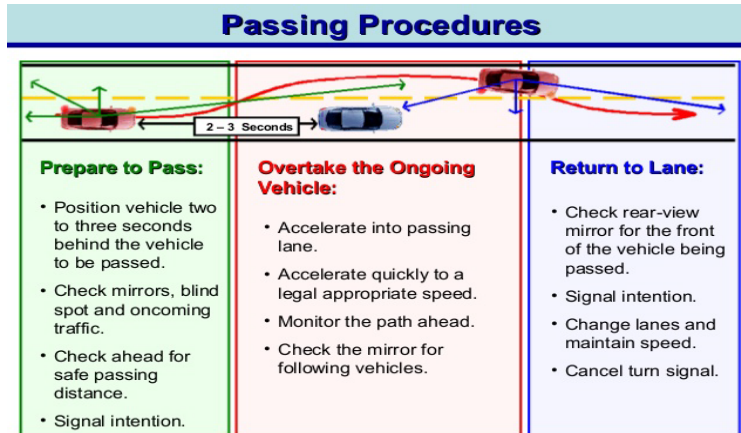 Passing Procedures
2 – 3 Seconds
Prepare to Pass:
• Position vehicle two
to three seconds
behind the vehicle
to be passed.
• Check mirrors, blind
spot and oncoming
traffic.
• Check ahead for
safe passing
distance.
• Signal intention.
Overtake the Ongoing
Vehicle:
• Accelerate into passing
lane.
• Accelerate quickly to a
legal appropriate speed.
• Monitor the path ahead.
• Check the mirror for
following vehicles.
Return to Lane:
• Check rear-view
mirror for the front
of the vehicle being
passed.
• Signal intention.
• Change lanes and
maintain speed.
• Cancel turn signal.